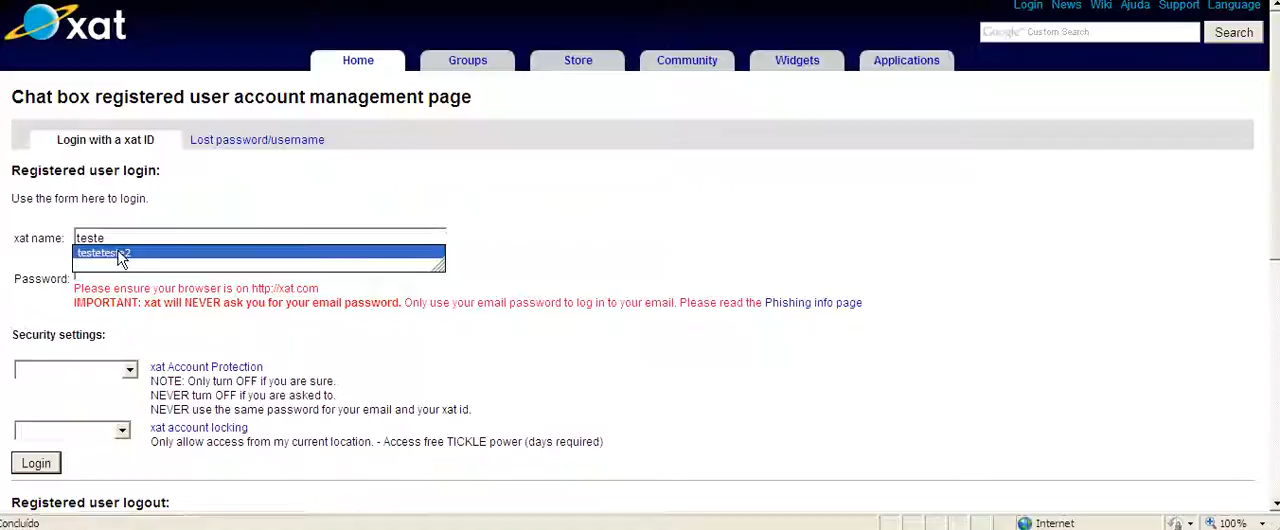 Login News Wiki Ajuda Support Language
xat
Google™ Custom Search Search
Home Groups Store Community Widgets Applications
Chat box registered user account management page
Login with a xat ID Lost password/username
Registered user login:
Use the form here to login.
xat name: teste
Password:
Please ensure your browser is on http://xat.com
IMPORTANT: xat will NEVER ask you for your email password. Only use your email password to log in to your email. Please read the Phishing info page
Security settings:
xat Account Protection
NOTE: Only turn OFF if you are sure.
NEVER turn OFF if you are asked to.
NEVER use the same password for your email and your xat id.
xat account locking
Only allow access from my current location. - Access free TICKLE power (days required)
Login
Registered user logout:
Concluído Internet 100%